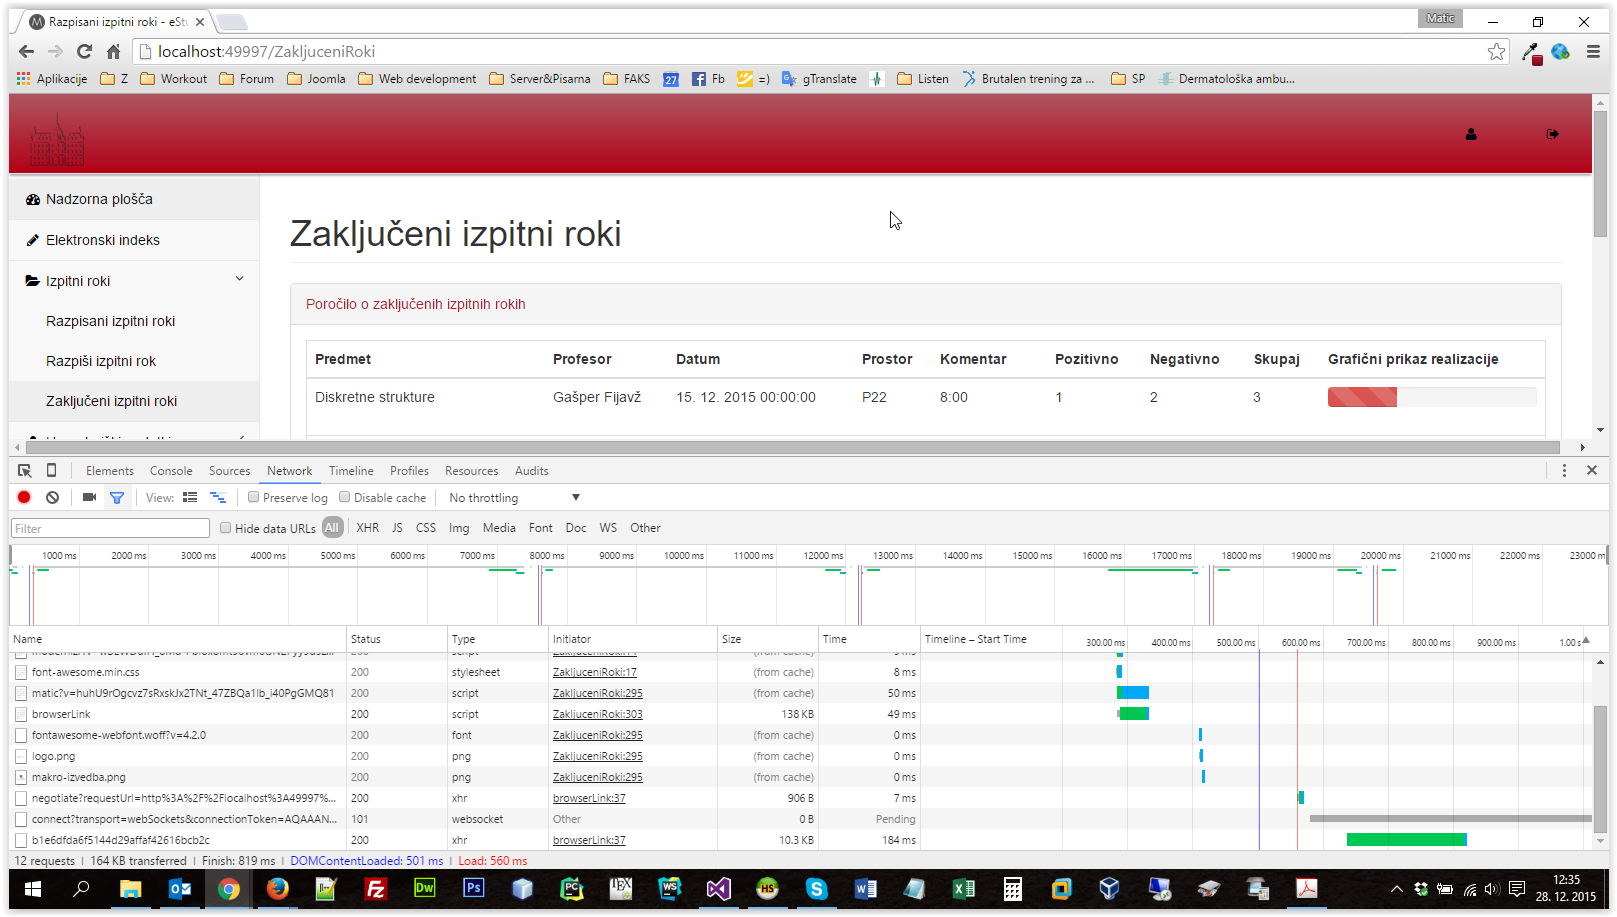 Razpisani izpitni roki - eStu
Matic
localhost:49997/ZakljuceniRoki
Aplikacije Z Workout Forum Joomla Web development Server&Pisarna FAKS 27 Fb =) gTranslate Listen Brutalen trening za ... SP Dermatološka ambu...
Nadzorna plošča
Elektronski indeks
Izpitni roki
Razpisani izpitni roki
Razpiši izpitni rok
Zaključeni izpitni roki
Zaključeni izpitni roki
Poročilo o zaključenih izpitnih rokih
Predmet Profesor Datum Prostor Komentar Pozitivno Negativno Skupaj Grafični prikaz realizacije
Diskretne strukture Gašper Fijavž 15. 12. 2015 00:00:00 P22 8:00 1 2 3
Elements Console Sources Network Timeline Profiles Resources Audits
View: Preserve log Disable cache No throttling
Filter Hide data URLs All XHR JS CSS Img Media Font Doc WS Other
1000 ms 2000 ms 3000 ms 4000 ms 5000 ms 6000 ms 7000 ms 8000 ms 9000 ms 10000 ms 11000 ms 12000 ms 13000 ms 14000 ms 15000 ms 16000 ms 17000 ms 18000 ms 19000 ms 20000 ms 21000 ms 22000 ms 23000 m
Name Status Type Initiator Size Time Timeline – Start Time 300.00 ms 400.00 ms 500.00 ms 600.00 ms 700.00 ms 800.00 ms 900.00 ms 1.00 s
font-awesome.min.css 200 stylesheet ZakljuceniRoki:17 (from cache) 8 ms
matic?v=huhU9rOgcvz7sRxskJx2TNt_47ZBQa1lb_i40PgGMQ81 200 script ZakljuceniRoki:295 (from cache) 50 ms
browserLink 200 script ZakljuceniRoki:303 138 KB 49 ms
fontawesome-webfont.woff?v=4.2.0 200 font ZakljuceniRoki:295 (from cache) 0 ms
logo.png 200 png ZakljuceniRoki:295 (from cache) 0 ms
makro-izvedba.png 200 png ZakljuceniRoki:295 (from cache) 0 ms
negotiate?requestUrl=http%3A%2F%2Flocalhost%3A49997%... 200 xhr browserLink:37 906 B 7 ms
connect?transport=webSockets&connectionToken=AQAAAN... 101 websocket Other 0 B Pending
b1e6dfda6f5144d29affaf42616bcb2c 200 xhr browserLink:37 10.3 KB 184 ms
12 requests | 164 KB transferred | Finish: 819 ms | DOMContentLoaded: 501 ms | Load: 560 ms
12:35
28. 12. 2015